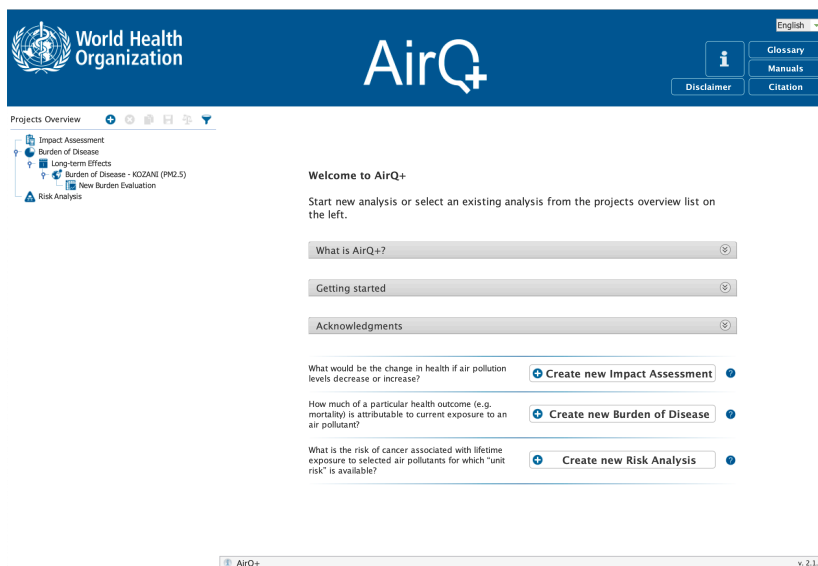 World Health
Organization
AirQ+
English
i
Glossary
Manuals
Disclaimer
Citation
Projects Overview
Impact Assessment
Burden of Disease
Long-term Effects
Burden of Disease - KOZANI (PM2.5)
New Burden Evaluation
Risk Analysis
Welcome to AirQ+
Start new analysis or select an existing analysis from the projects overview list on
the left.
What is AirQ+?
Getting started
Acknowledgments
What would be the change in health if air pollution
levels decrease or increase?
Create new Impact Assessment
?
How much of a particular health outcome (e.g.
mortality) is attributable to current exposure to an
air pollutant?
Create new Burden of Disease
?
What is the risk of cancer associated with lifetime
exposure to selected air pollutants for which “unit
risk” is available?
Create new Risk Analysis
?
AirQ+
v. 2.1.